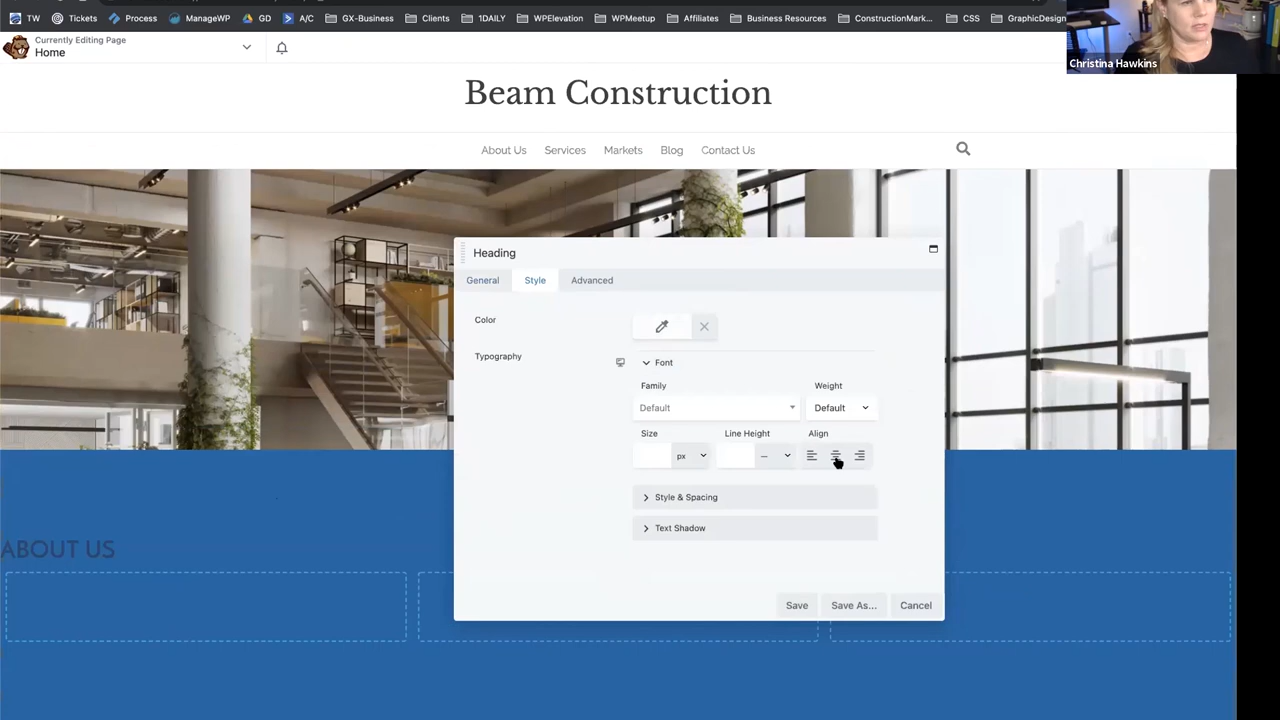 TW Tickets Process ManageWP GD A/C GX-Business Clients 1DAILY WPElevation WPMeetup Affiliates Business Resources ConstructionMark... CSS GraphicDesign
Currently Editing Page
Home
Christina Hawkins
Beam Construction
About Us Services Markets Blog Contact Us
Heading
General Style Advanced
Color
Typography
Font
Family Weight
Default Default
Size Line Height Align
px
Style & Spacing
Text Shadow
ABOUT US
Save Save As... Cancel